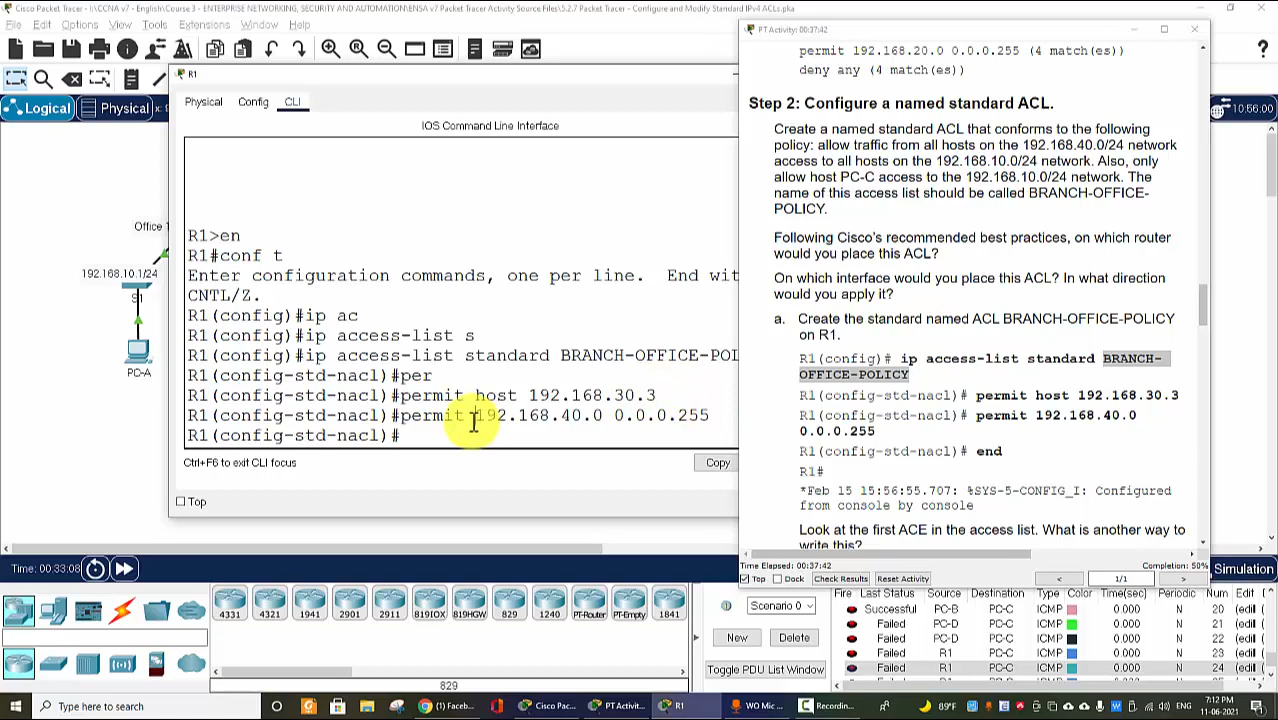 Cisco Packet Tracer - I:\CCNA v7 - English\Course 3 - ENTERPRISE NETWORKING, SECURITY AND AUTOMATION\ENSA v7 Packet Tracer Activity Source Files\5.2.7 Packet Tracer - Configure and Modify Standard IPv4 ACLs.pka
File Edit Options View Tools Extensions Window Help
Logical
Physical
10:56:00
Office 1
192.168.10.1/24
S1
PC-A
R1
Physical Config CLI
IOS Command Line Interface
R1>en
R1#conf t
Enter configuration commands, one per line. End wit
CNTL/Z.
R1(config)#ip ac
R1(config)#ip access-list s
R1(config)#ip access-list standard BRANCH-OFFICE-POL
R1(config-std-nacl)#per
R1(config-std-nacl)#permit host 192.168.30.3
R1(config-std-nacl)#permit 192.168.40.0 0.0.0.255
R1(config-std-nacl)#
Ctrl+F6 to exit CLI focus
Copy
Top
PT Activity: 00:37:42
permit 192.168.20.0 0.0.0.255 (4 match(es))
deny any (4 match(es))
Step 2: Configure a named standard ACL.
Create a named standard ACL that conforms to the following
policy: allow traffic from all hosts on the 192.168.40.0/24 network
access to all hosts on the 192.168.10.0/24 network. Also, only
allow host PC-C access to the 192.168.10.0/24 network. The
name of this access list should be called BRANCH-OFFICE-
POLICY.
Following Cisco's recommended best practices, on which router
would you place this ACL?
On which interface would you place this ACL? In what direction
would you apply it?
a. Create the standard named ACL BRANCH-OFFICE-POLICY
on R1.
R1(config)# ip access-list standard BRANCH-
OFFICE-POLICY
R1(config-std-nacl)# permit host 192.168.30.3
R1(config-std-nacl)# permit 192.168.40.0
0.0.0.255
R1(config-std-nacl)# end
R1#
*Feb 15 15:56:55.707: %SYS-5-CONFIG_I: Configured
from console by console
Look at the first ACE in the access list. What is another way to
write this?
Time Elapsed: 00:37:42
Completion: 50%
Top Dock Check Results Reset Activity < 1/1 >
Time: 00:33:08
Simulation
4331 4321 1941 2901 2911 819IOX 819HGW 829 1240 PT-Router PT-Empty 1841
829
Scenario 0
New Delete
Toggle PDU List Window
Fire Last Status Source Destination Type Color Time(sec) Periodic Num Edit
Successful PC-B PC-C ICMP 0.000 N 20 (edit
Failed PC-D PC-C ICMP 0.000 N 21 (edit
Failed PC-D PC-C ICMP 0.000 N 22 (edit
Failed R1 PC-C ICMP 0.000 N 23 (edit
Failed R1 PC-C ICMP 0.000 N 24 (edit
Type here to search
(1) Faceb...
Cisco Pac...
PT Activit...
R1
WO Mic ...
Recordin...
89°F
ENG
7:12 PM
11-06-2021